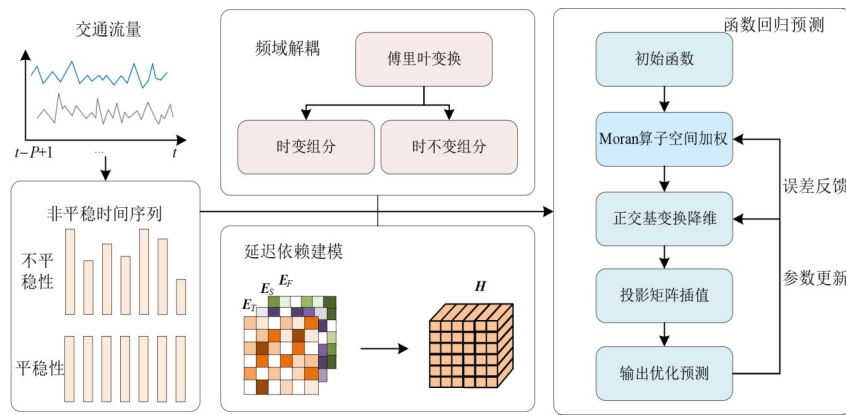 交通流量
t−P+1
...
t
非平稳时间序列
不平
稳性
平稳性
频域解耦
傅里叶变换
时变组分
时不变组分
延迟依赖建模
E_T
E_S
E_F
H
函数回归预测
初始函数
Moran算子空间加权
正交基变换降维
投影矩阵插值
输出优化预测
误差反馈
参数更新